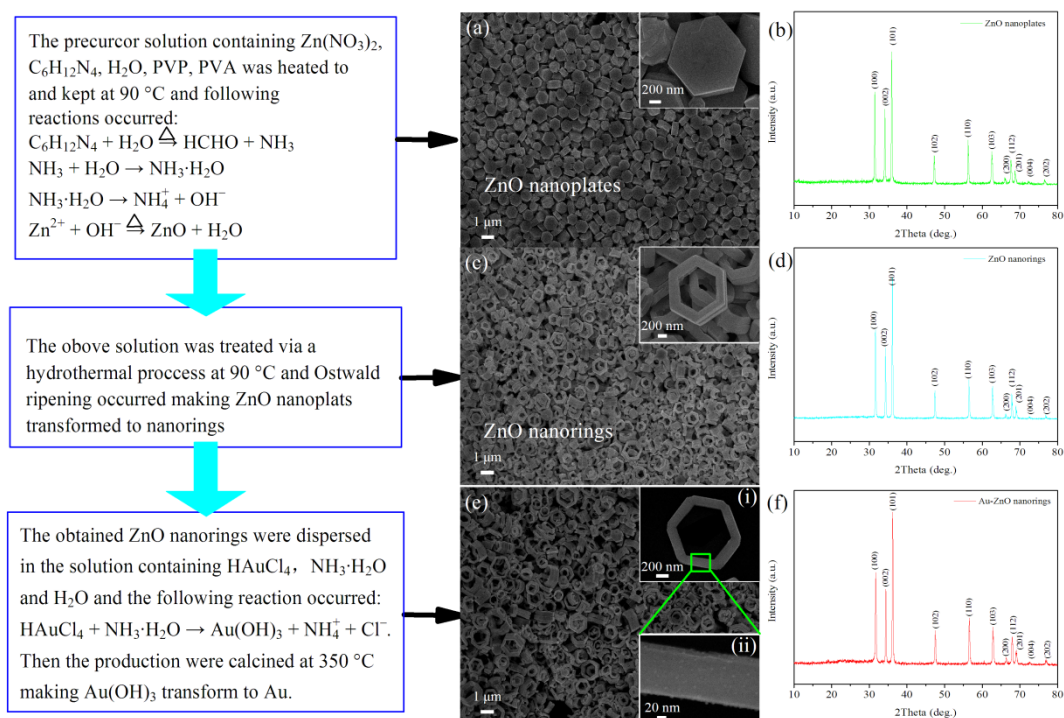 The precurcor solution containing Zn(NO₃)₂,
C₆H₁₂N₄, H₂O, PVP, PVA was heated to
and kept at 90 °C and following
reactions occurred:
C₆H₁₂N₄ + H₂O ⇒(Δ) HCHO + NH₃
NH₃ + H₂O → NH₃·H₂O
NH₃·H₂O → NH₄⁺ + OH⁻
Zn²⁺ + OH⁻ ⇒(Δ) ZnO + H₂O
The obove solution was treated via a
hydrothermal proccess at 90 °C and Ostwald
ripening occurred making ZnO nanoplats
transformed to nanorings
The obtained ZnO nanorings were dispersed
in the solution containing HAuCl₄, NH₃·H₂O
and H₂O and the following reaction occurred:
HAuCl₄ + NH₃·H₂O → Au(OH)₃ + NH₄⁺ + Cl⁻.
Then the production were calcined at 350 °C
making Au(OH)₃ transform to Au.
(a)
200 nm
ZnO nanoplates
1 μm
(b)
ZnO nanoplates
Intensity (a.u.)
(100)
(002)
(101)
(102)
(110)
(103)
(200)
(112)
(201)
(004)
(202)
10 20 30 40 50 60 70 80
2Theta (deg.)
(c)
200 nm
ZnO nanorings
1 μm
(d)
ZnO nanorings
Intensity (a.u.)
(100)
(002)
(101)
(102)
(110)
(103)
(200)
(112)
(201)
(004)
(202)
10 20 30 40 50 60 70 80
2Theta (deg.)
(e)
(i)
200 nm
(ii)
20 nm
1 μm
(f)
Au-ZnO nanorings
Intensity (a.u.)
(100)
(002)
(101)
(102)
(110)
(103)
(200)
(112)
(201)
(004)
(202)
10 20 30 40 50 60 70 80
2Theta (deg.)